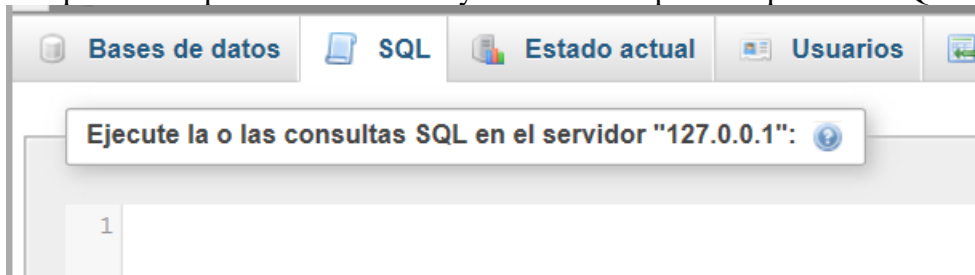 Bases de datos SQL Estado actual Usuarios
Ejecute la o las consultas SQL en el servidor "127.0.0.1":
1